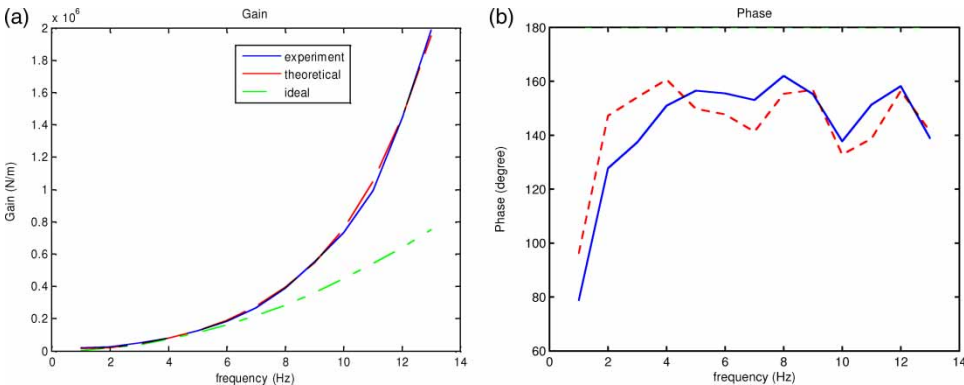 (a)
Gain
x 10^6
2
1.8
1.6
1.4
1.2
1
0.8
0.6
0.4
0.2
0
Gain (N/m)
experiment
theoretical
ideal
0 2 4 6 8 10 12 14
frequency (Hz)
(b)
Phase
180
160
140
120
100
80
60
Phase (degree)
0 2 4 6 8 10 12 14
frequency (Hz)